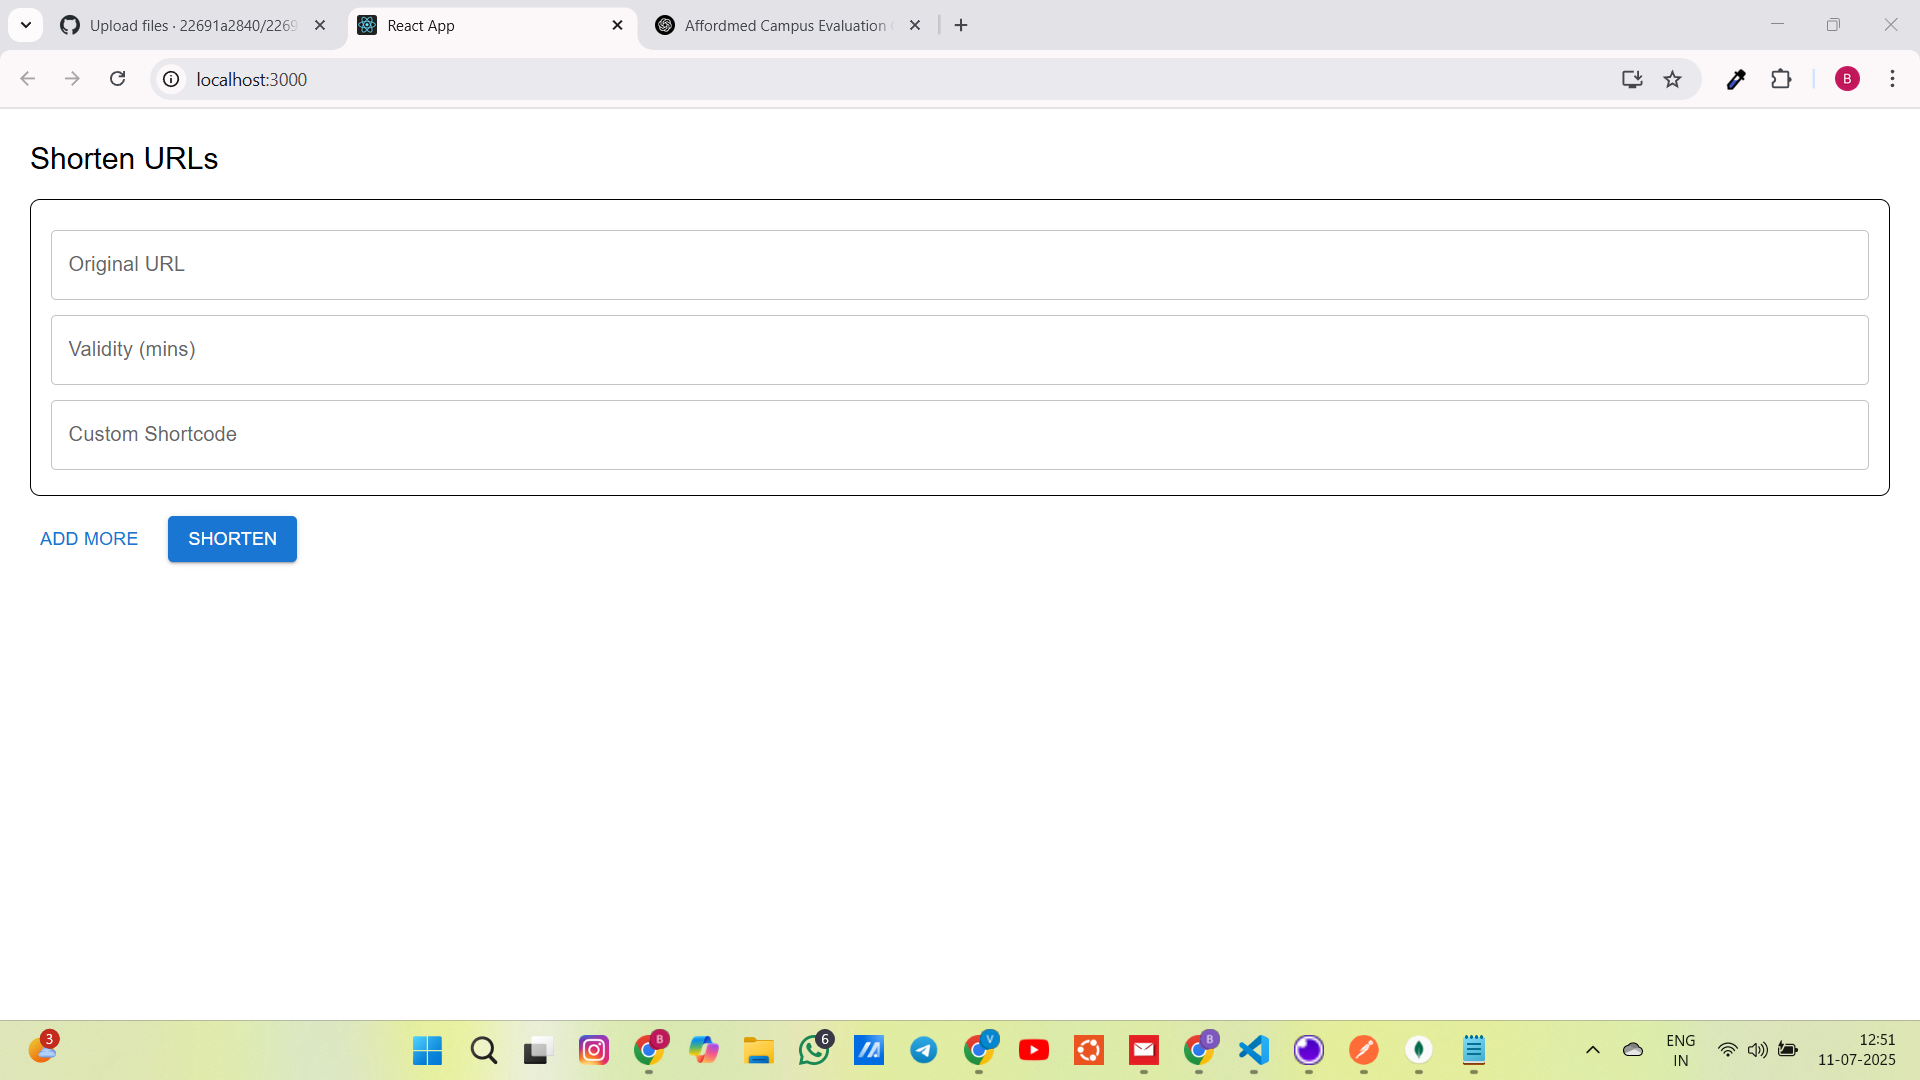 Upload files · 22691a2840/2269
React App
Affordmed Campus Evaluation
localhost:3000
B
Shorten URLs
Original URL
Validity (mins)
Custom Shortcode
ADD MORE
SHORTEN
3
B
6
V
B
ENG
IN
12:51
11-07-2025